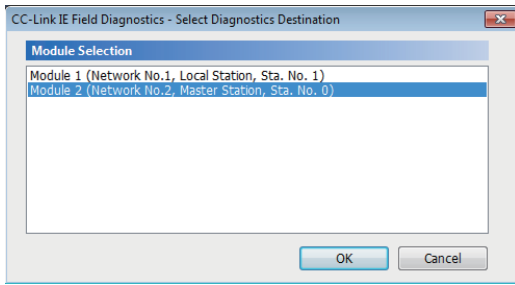 CC-Link IE Field Diagnostics - Select Diagnostics Destination
Module Selection
Module 1 (Network No.1, Local Station, Sta. No. 1)
Module 2 (Network No.2, Master Station, Sta. No. 0)
OK Cancel